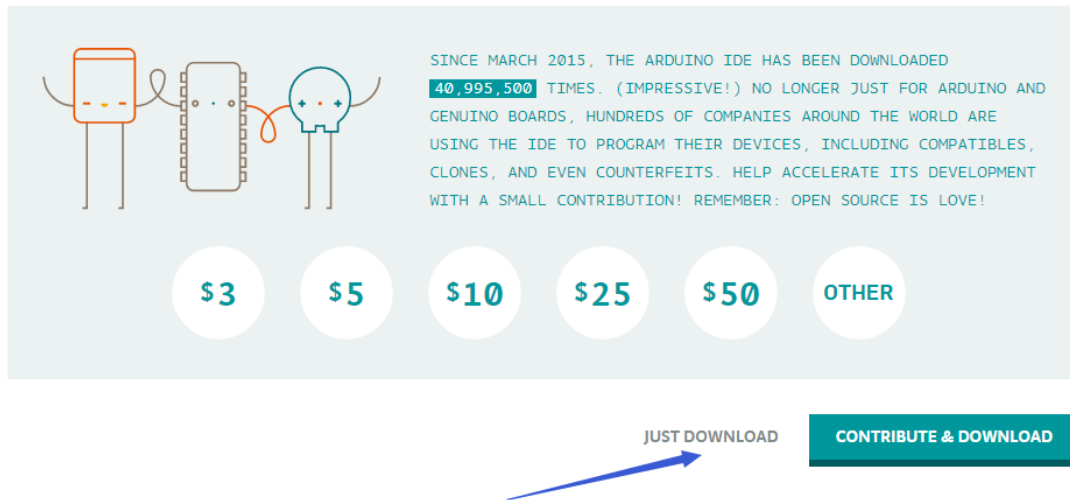 SINCE MARCH 2015, THE ARDUINO IDE HAS BEEN DOWNLOADED
40,995,500 TIMES. (IMPRESSIVE!) NO LONGER JUST FOR ARDUINO AND
GENUINO BOARDS, HUNDREDS OF COMPANIES AROUND THE WORLD ARE
USING THE IDE TO PROGRAM THEIR DEVICES, INCLUDING COMPATIBLES,
CLONES, AND EVEN COUNTERFEITS. HELP ACCELERATE ITS DEVELOPMENT
WITH A SMALL CONTRIBUTION! REMEMBER: OPEN SOURCE IS LOVE!
$3 $5 $10 $25 $50 OTHER
JUST DOWNLOAD CONTRIBUTE & DOWNLOAD